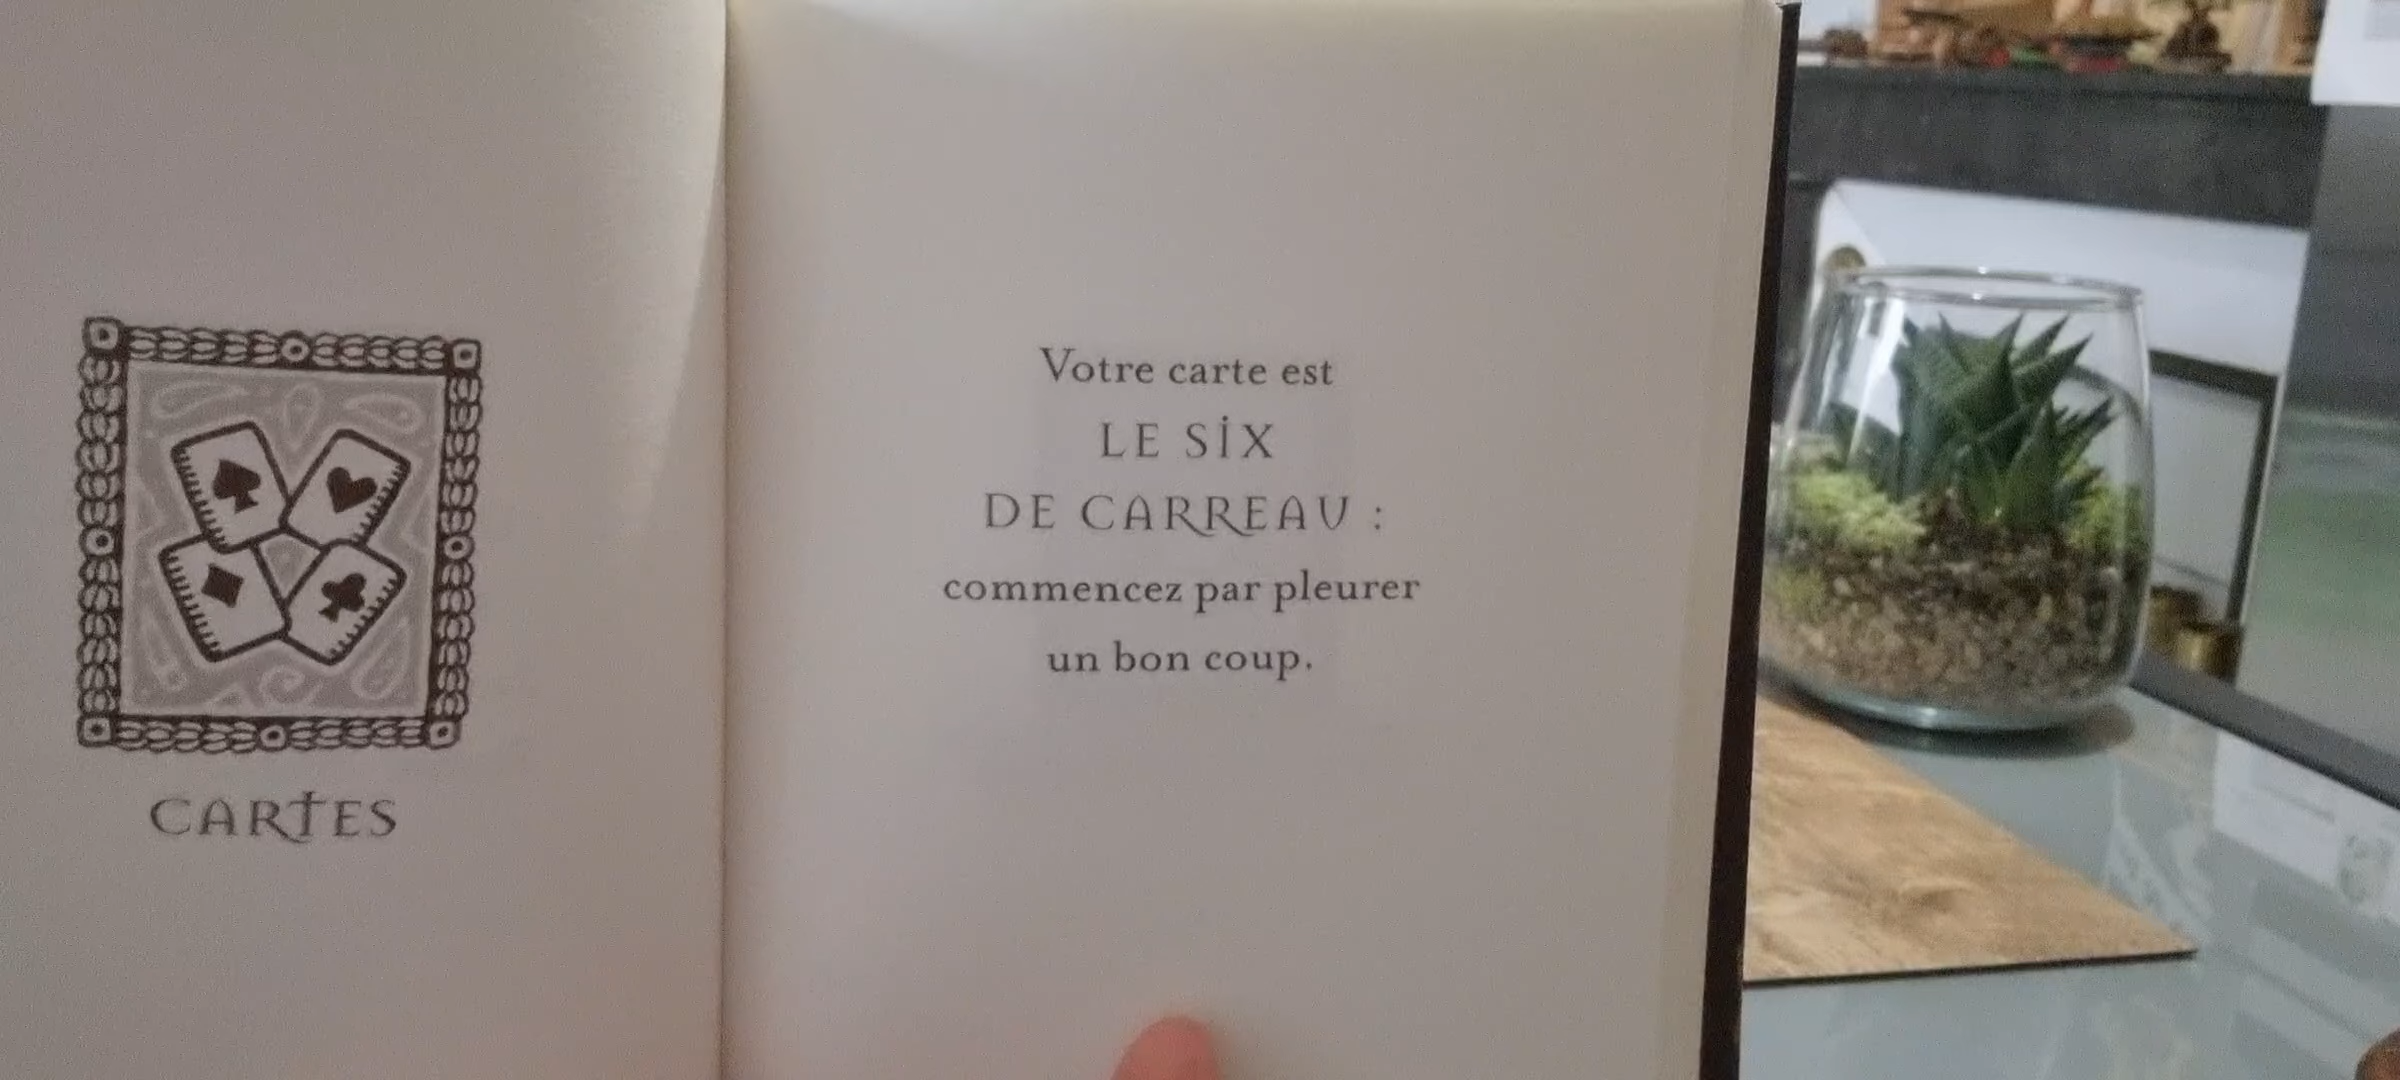 CARTES
Votre carte est
LE SIX
DE CARREAU :
commencez par pleurer
un bon coup.